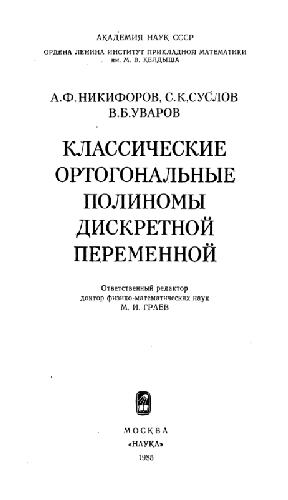 АКАДЕМИЯ НАУК СССР
ОРДЕНА ЛЕНИНА ИНСТИТУТ ПРИКЛАДНОЙ МАТЕМАТИКИ
им. М. В. КЕЛДЫША
А.Ф.НИКИФОРОВ, С.К.СУСЛОВ
В.Б.УВАРОВ
КЛАССИЧЕСКИЕ
ОРТОГОНАЛЬНЫЕ
ПОЛИНОМЫ
ДИСКРЕТНОЙ
ПЕРЕМЕННОЙ
Ответственный редактор
доктор физико-математических наук
М. И. ГРАЕВ
МОСКВА
«НАУКА»
1985